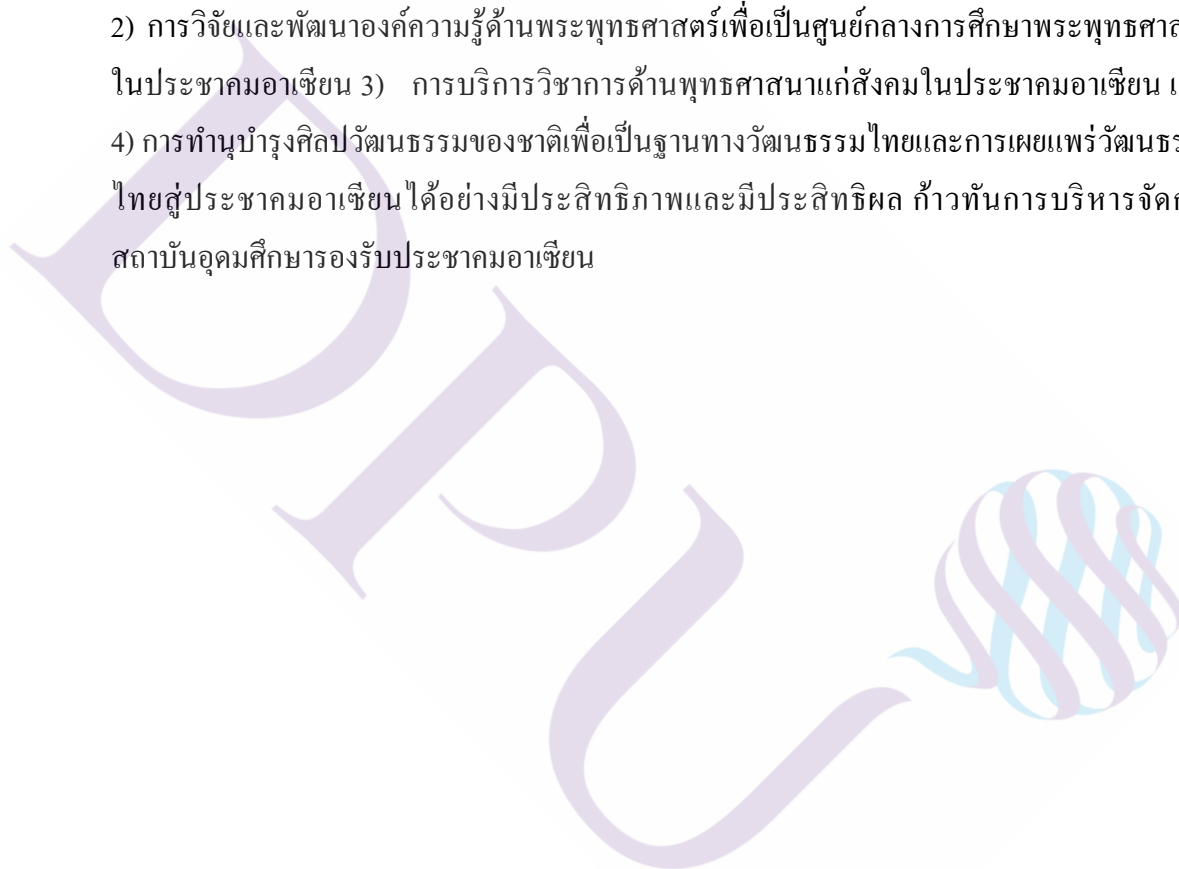 2) การวิจัยและพัฒนาองค์ความรู้ด้านพระพุทธศาสตร์เพื่อเป็นศูนย์กลางการศึกษาพระพุทธศาส
ในประชาคมอาเซียน 3) การบริการวิชาการด้านพุทธศาสนาแก่สังคมในประชาคมอาเซียน
4) การทำนุบำรุงศิลปวัฒนธรรมของชาติเพื่อเป็นฐานทางวัฒนธรรมไทยและการเผยแพร่วัฒนธร
ไทยสู่ประชาคมอาเซียนได้อย่างมีประสิทธิภาพและมีประสิทธิผล ก้าวทันการบริหารจัด
สถาบันอุดมศึกษารองรับประชาคมอาเซียน
DPU